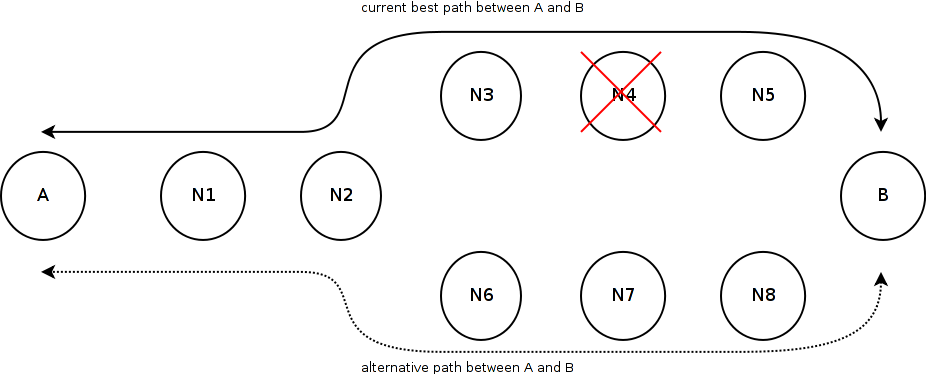 current best path between A and B
N3
N4
N5
A
N1
N2
B
N6
N7
N8
alternative path between A and B